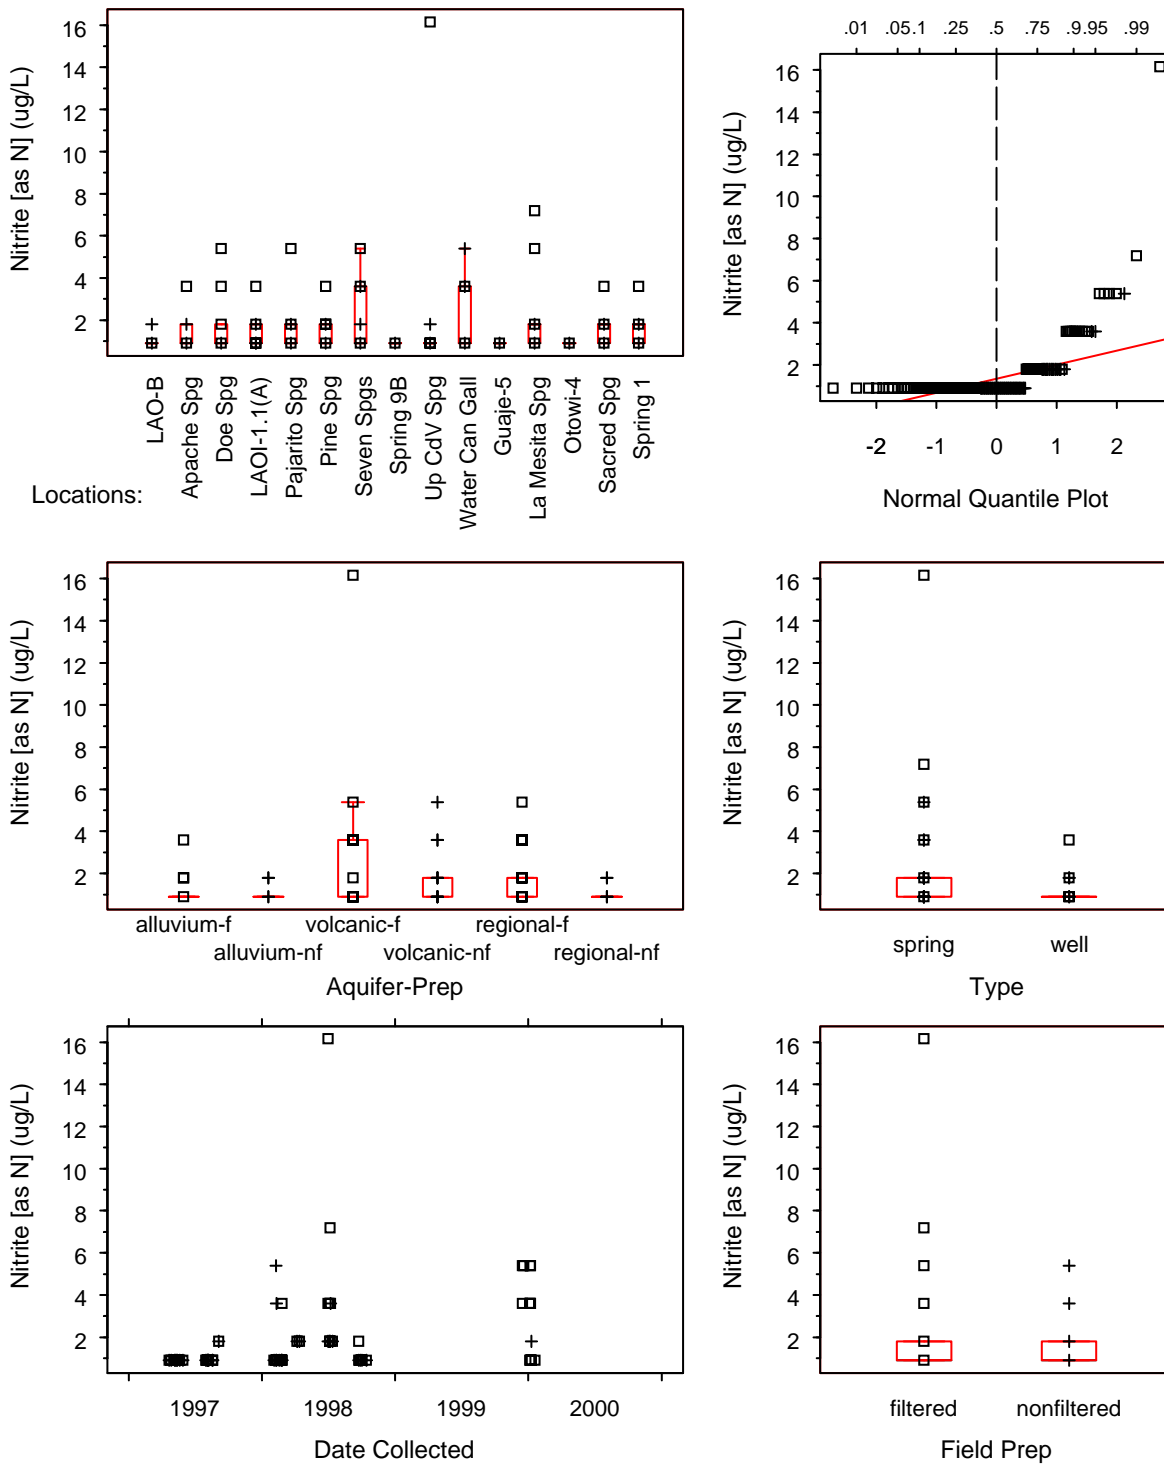 16
14
12
10
8
6
4
2
Nitrite [as N] (ug/L)
LAO-B
Apache Spg
Doe Spg
LAOI-1.1(A)
Pajarito Spg
Pine Spg
Seven Spgs
Spring 9B
Up CdV Spg
Water Can Gall
Guaje-5
La Mesita Spg
Otowi-4
Sacred Spg
Spring 1
Locations:
.01 .05 .1 .25 .5 .75 .9 .95 .99
16
14
12
10
8
6
4
2
Nitrite [as N] (ug/L)
-2 -1 0 1 2
Normal Quantile Plot
16
14
12
10
8
6
4
2
Nitrite [as N] (ug/L)
alluvium-f volcanic-f regional-f
alluvium-nf volcanic-nf regional-nf
Aquifer-Prep
16
14
12
10
8
6
4
2
Nitrite [as N] (ug/L)
spring well
Type
16
14
12
10
8
6
4
2
Nitrite [as N] (ug/L)
1997 1998 1999 2000
Date Collected
16
14
12
10
8
6
4
2
Nitrite [as N] (ug/L)
filtered nonfiltered
Field Prep